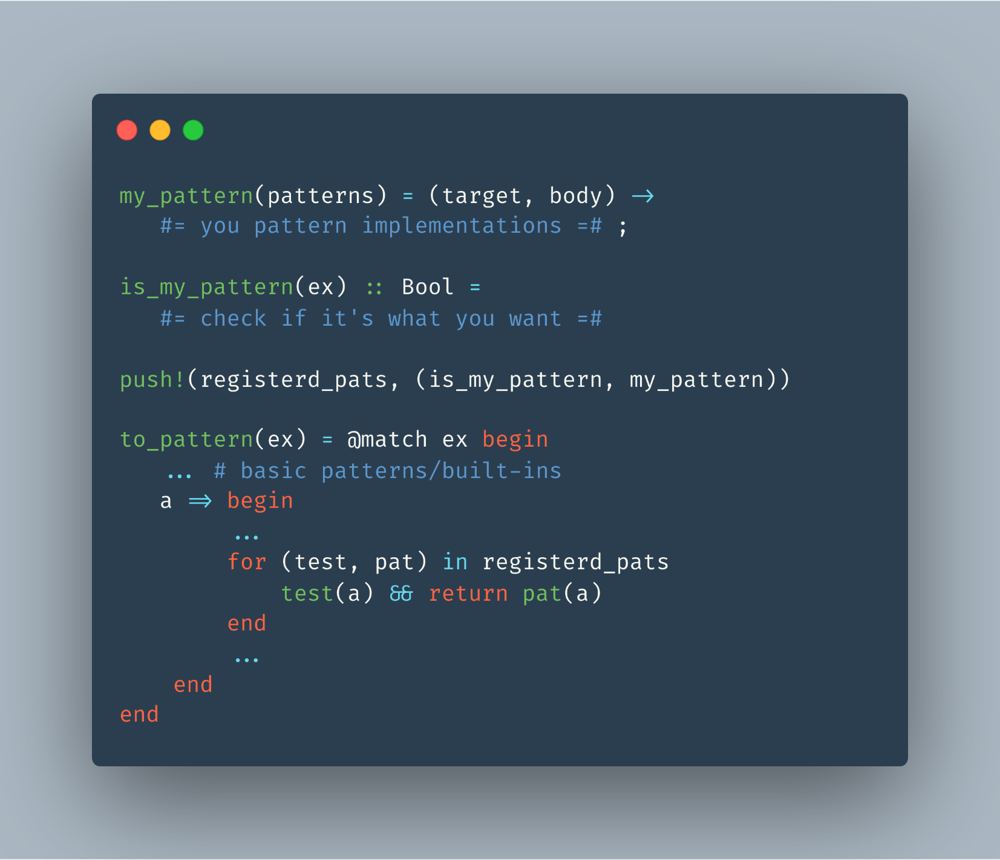 my_pattern(patterns) = (target, body) ->
   #= you pattern implementations =# ;

is_my_pattern(ex) :: Bool =
   #= check if it's what you want =#

push!(registerd_pats, (is_my_pattern, my_pattern))

to_pattern(ex) = @match ex begin
   ... # basic patterns/built-ins
   a => begin
        ...
        for (test, pat) in registerd_pats
            test(a) && return pat(a)
        end
        ...
    end
end